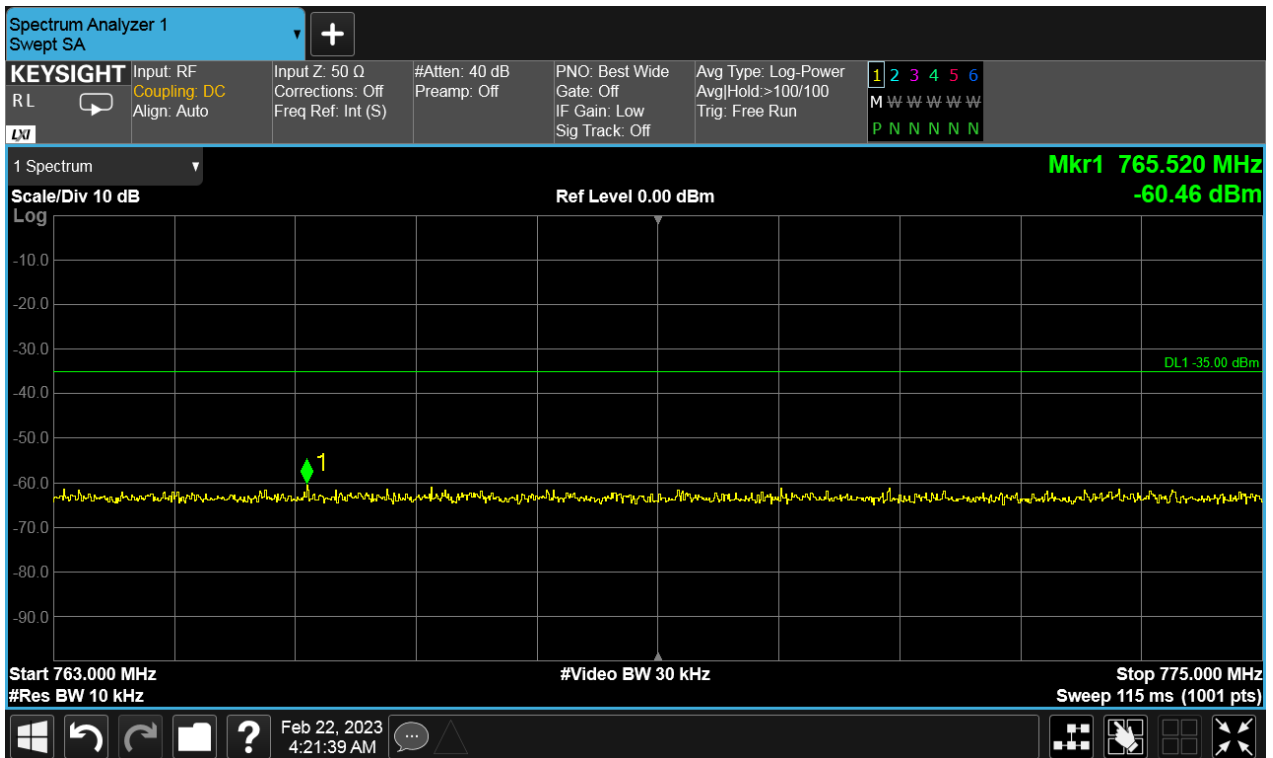 Spectrum Analyzer 1
Swept SA
KEYSIGHT
RL
LXI
Input: RF
Coupling: DC
Align: Auto
Input Z: 50 Ω
Corrections: Off
Freq Ref: Int (S)
#Atten: 40 dB
Preamp: Off
PNO: Best Wide
Gate: Off
IF Gain: Low
Sig Track: Off
Avg Type: Log-Power
Avg|Hold:>100/100
Trig: Free Run
1 2 3 4 5 6
M W W W W W
P N N N N N
1 Spectrum
Mkr1 765.520 MHz
-60.46 dBm
Scale/Div 10 dB
Ref Level 0.00 dBm
Log
-10.0
-20.0
-30.0
DL1 -35.00 dBm
-40.0
-50.0
1
-60.0
-70.0
-80.0
-90.0
Start 763.000 MHz
#Video BW 30 kHz
Stop 775.000 MHz
#Res BW 10 kHz
Sweep 115 ms (1001 pts)
?
Feb 22, 2023
4:21:39 AM